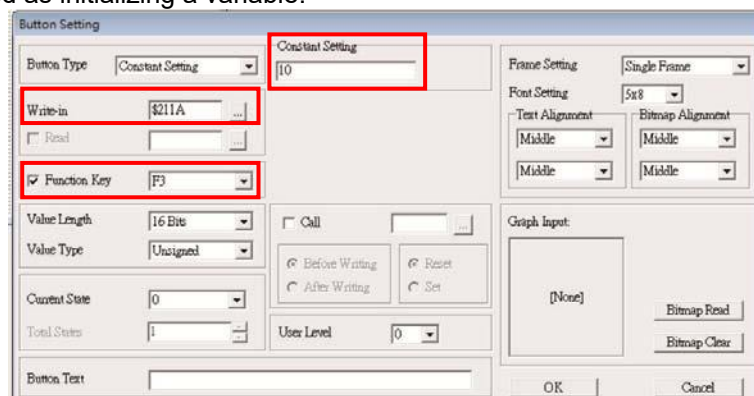 d as initializing a variable.
Button Setting
Button Type
Constant Setting
Constant Setting
10
Write-in
$211A
...
Read
...
Function Key
F3
Value Length
16 Bits
Value Type
Unsigned
Current State
0
Total States
1
Call
...
Before Writing
After Writing
Reset
Set
User Level
0
Frame Setting
Single Frame
Font Setting
5x8
Text Alignment
Middle
Middle
Bitmap Alignment
Middle
Middle
Graph Input:
[None]
Bitmap Read
Bitmap Clear
Button Text
OK
Cancel